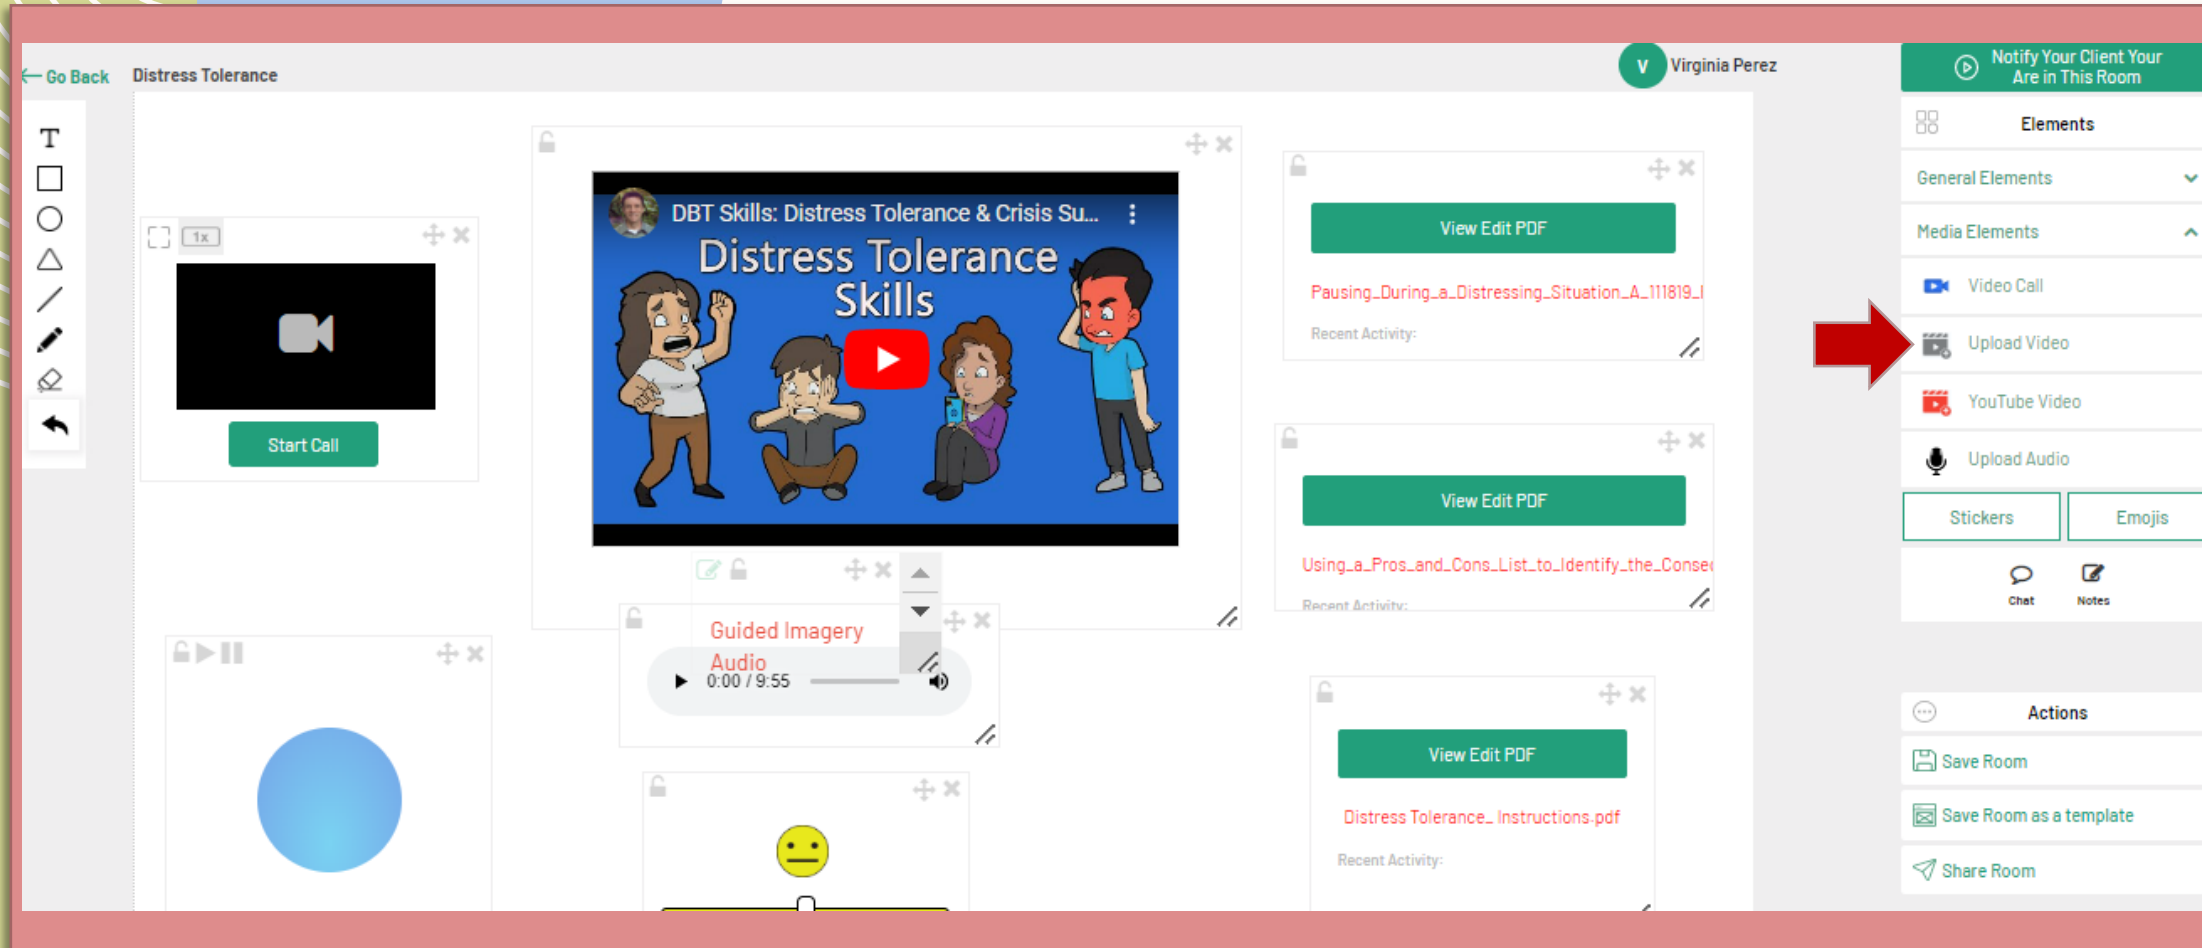 Go Back
Distress Tolerance
V
Virginia Perez
T
1x
Start Call
DBT Skills: Distress Tolerance & Crisis Su...
Distress Tolerance
Skills
Guided Imagery
Audio
0:00 / 9:55
View Edit PDF
Pausing_During_a_Distressing_Situation_A_111819_
Recent Activity:
View Edit PDF
Using_a_Pros_and_Cons_List_to_Identify_the_Conse
Recent Activity:
View Edit PDF
Distress Tolerance_ Instructions.pdf
Recent Activity:
Notify Your Client Your
Are in This Room
Elements
General Elements
Media Elements
Video Call
Upload Video
YouTube Video
Upload Audio
Stickers
Emojis
Chat
Notes
Actions
Save Room
Save Room as a template
Share Room